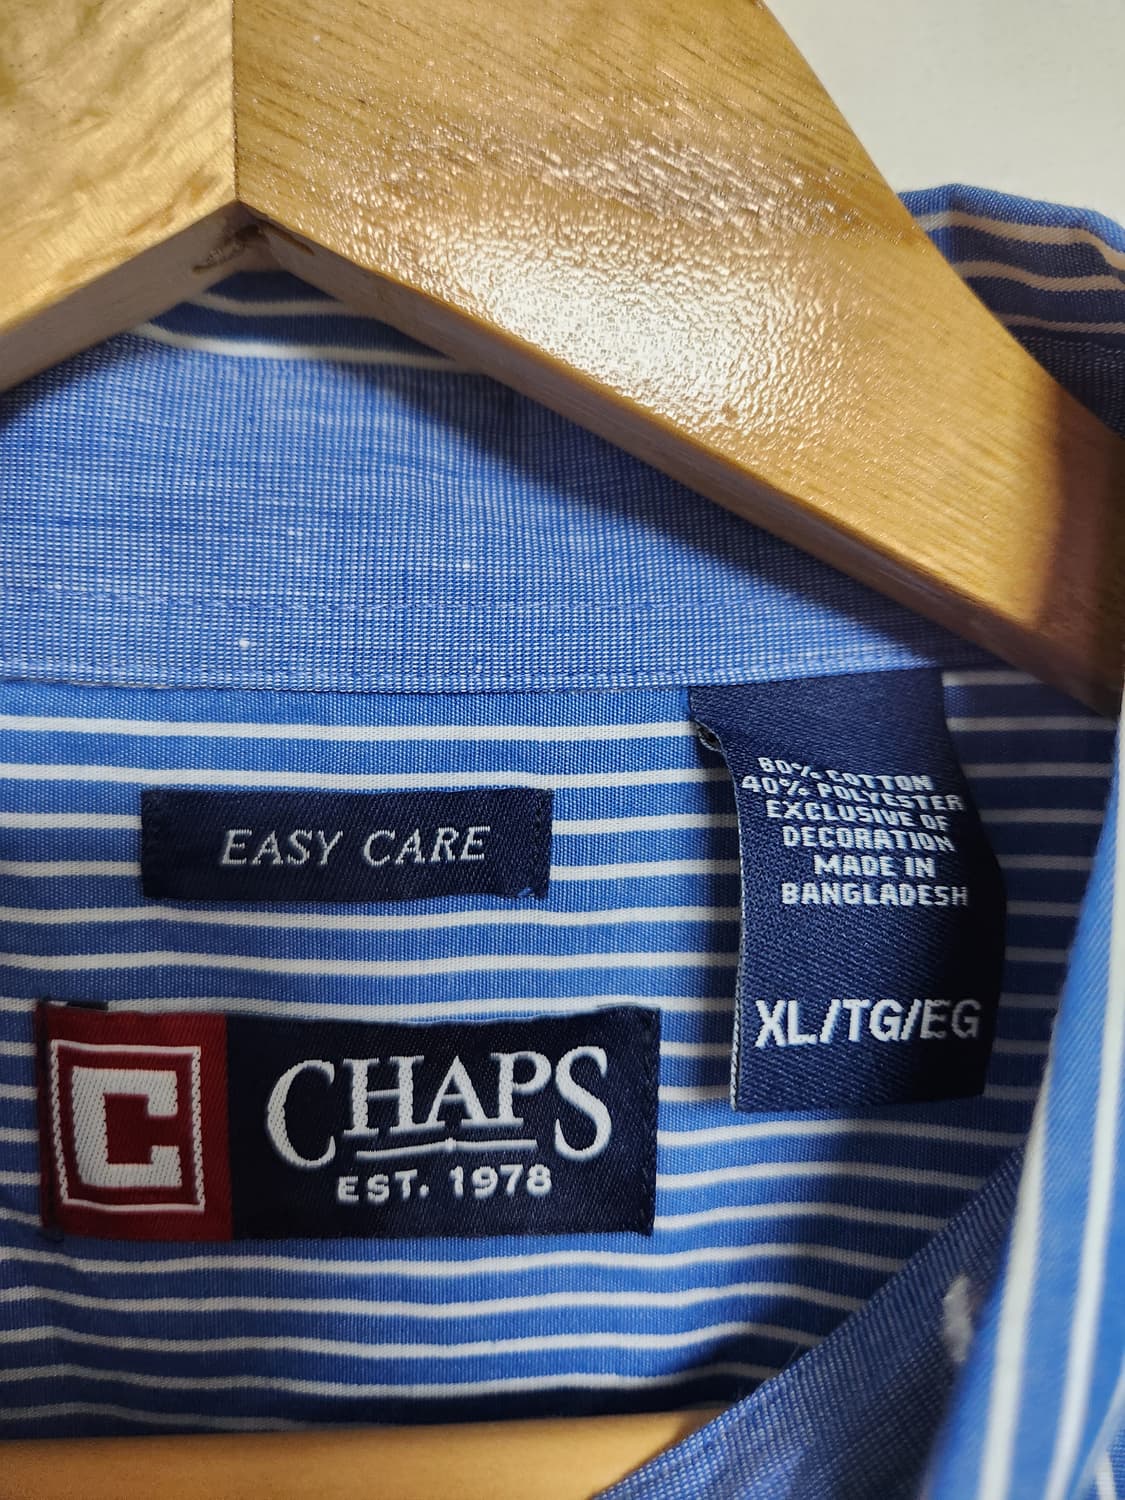 60% COTTON
40% POLYESTER
EXCLUSIVE OF
DECORATION
MADE IN
BANGLADESH
XL/TG/EG
EASY CARE
C
CHAPS
EST. 1978